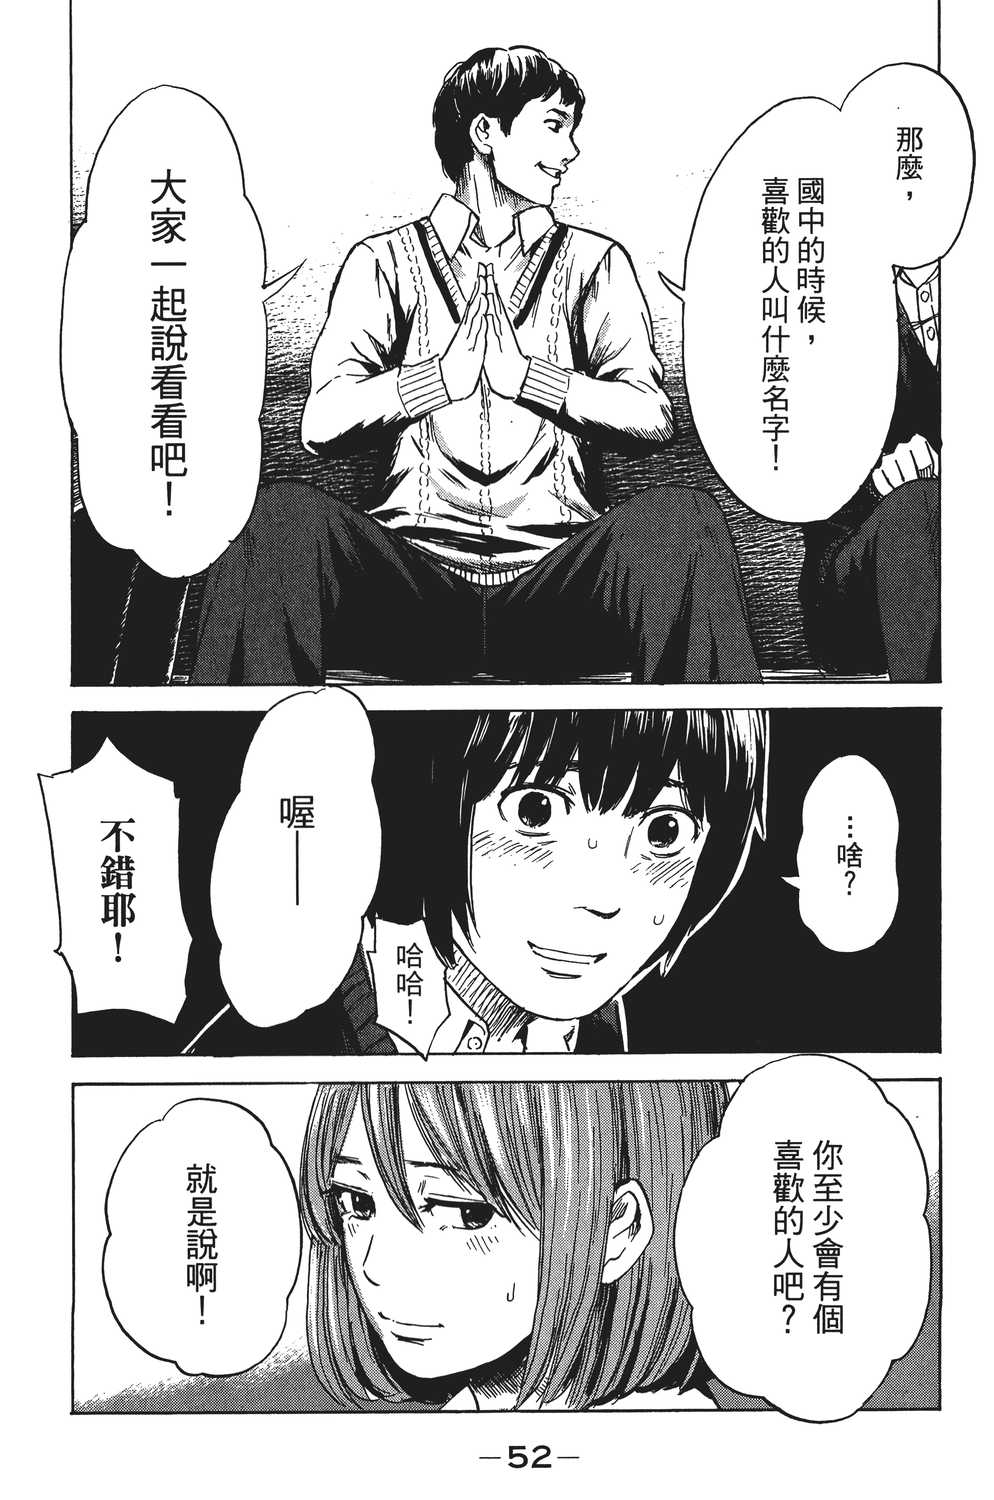 那麼，
國中的時候，
喜歡的人叫什麼名字！
大家一起說看看吧！
…啥？
哈哈！
喔——
不錯耶！
你至少會有個
喜歡的人吧？
就是說啊！
—52—